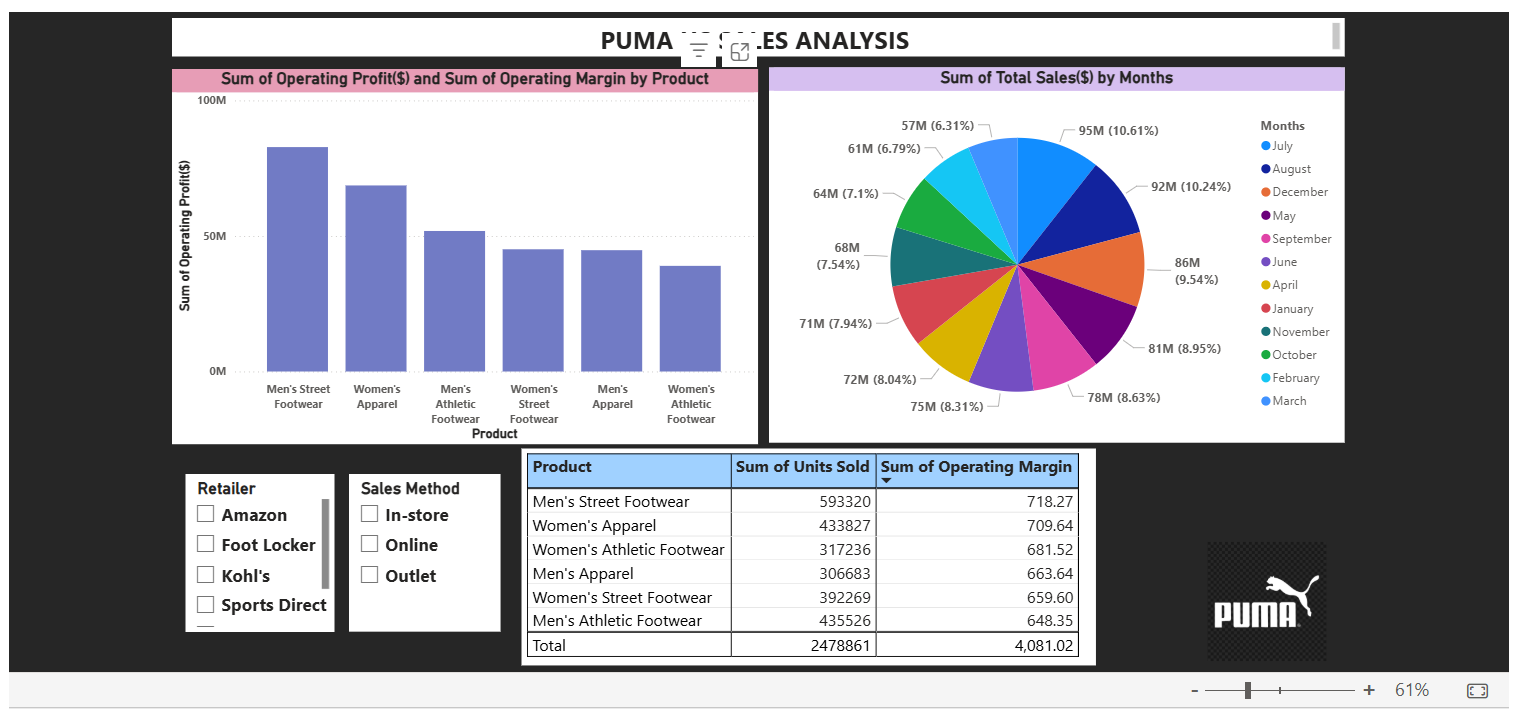 PUMA US SALES ANALYSIS
Sum of Operating Profit($) and Sum of Operating Margin by Product
100M
50M
0M
Sum of Operating Profit($)
Men's Street
Footwear
Women's
Apparel
Men's
Athletic
Footwear
Women's
Street
Footwear
Men's
Apparel
Women's
Athletic
Footwear
Product
Sum of Total Sales($) by Months
57M (6.31%)
95M (10.61%)
61M (6.79%)
92M (10.24%)
64M (7.1%)
68M
(7.54%)
86M
(9.54%)
71M (7.94%)
81M (8.95%)
72M (8.04%)
78M (8.63%)
75M (8.31%)
Months
July
August
December
May
September
June
April
January
November
October
February
March
Retailer
Amazon
Foot Locker
Kohl's
Sports Direct
Sales Method
In-store
Online
Outlet
Product Sum of Units Sold Sum of Operating Margin
Men's Street Footwear 593320 718.27
Women's Apparel 433827 709.64
Women's Athletic Footwear 317236 681.52
Men's Apparel 306683 663.64
Women's Street Footwear 392269 659.60
Men's Athletic Footwear 435526 648.35
Total 2478861 4,081.02
PUMA
- + 61%